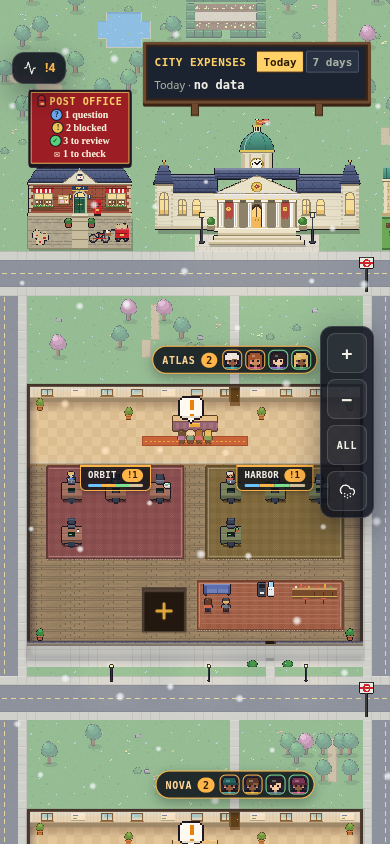 !4
CITY EXPENSES Today 7 days
Today · no data
POST OFFICE
? 1 question
! 2 blocked
✓ 3 to review
✉ 1 to check
ATLAS 2
+
−
ALL
!
ORBIT !1
HARBOR !1
+
NOVA 2
!